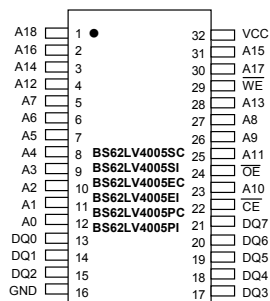 A18 1 32 VCC
A16 2 31 A15
A14 3 30 A17
A12 4 29 WE
A7 5 28 A13
A6 6 27 A8
A5 7 26 A9
A4 8 BS62LV4005SC 25 A11
A3 9 BS62LV4005SI 24 OE
A2 10 BS62LV4005EC 23 A10
A1 11 BS62LV4005EI 22 CE
A0 12 BS62LV4005PC 21 DQ7
DQ0 13 BS62LV4005PI 20 DQ6
DQ1 14 19 DQ5
DQ2 15 18 DQ4
GND 16 17 DQ3